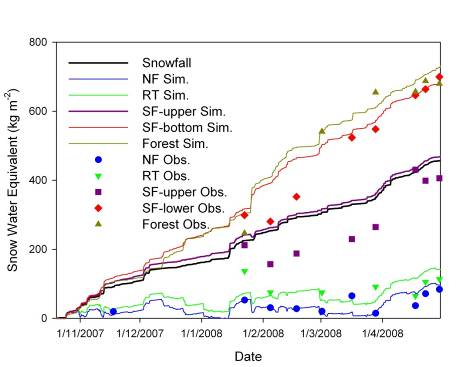 800
600
400
200
0
Snow Water Equivalent (kg m-2)
Snowfall
NF Sim.
RT Sim.
SF-upper Sim.
SF-bottom Sim.
Forest Sim.
NF Obs.
RT Obs.
SF-upper Obs.
SF-lower Obs.
Forest Obs.
1/11/2007 1/12/2007 1/1/2008 1/2/2008 1/3/2008 1/4/2008
Date